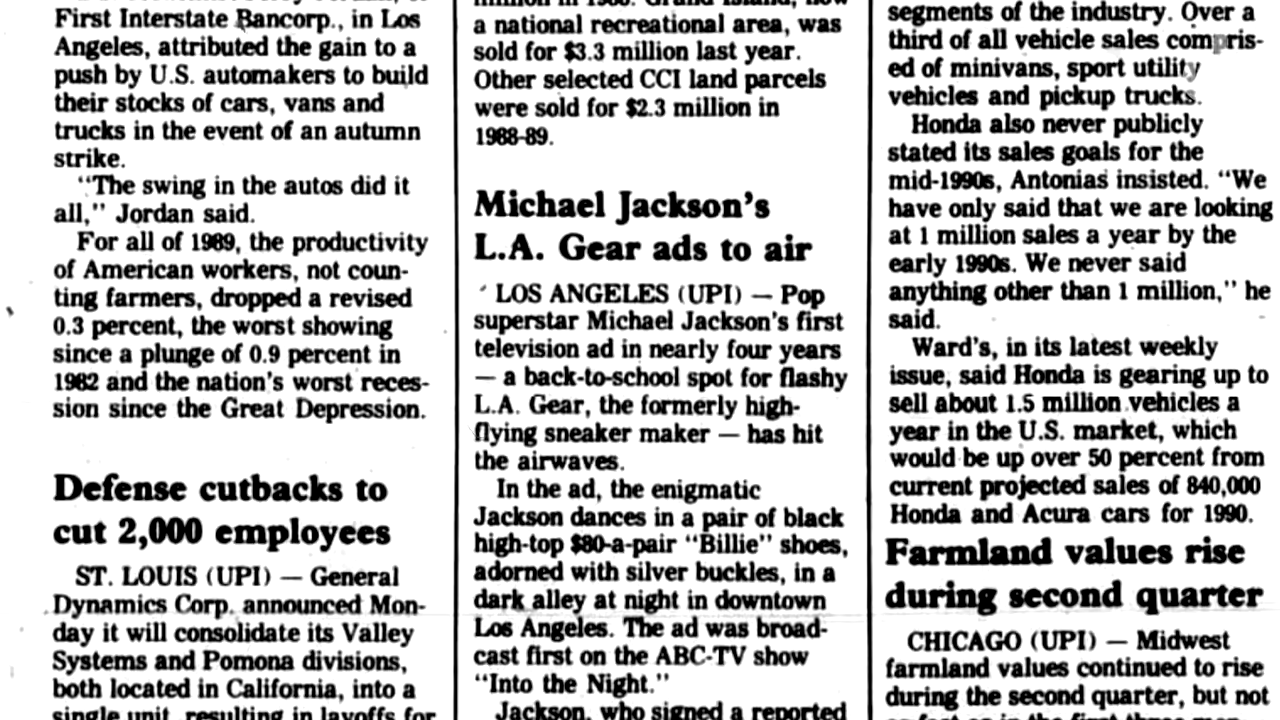 First Interstate Bancorp., in Los
Angeles, attributed the gain to a
push by U.S. automakers to build
their stocks of cars, vans and
trucks in the event of an autumn
strike.
"The swing in the autos did it
all," Jordan said.
For all of 1989, the productivity
of American workers, not coun-
ting farmers, dropped a revised
0.3 percent, the worst showing
since a plunge of 0.9 percent in
1982 and the nation's worst reces-
sion since the Great Depression.
Defense cutbacks to
cut 2,000 employees
ST. LOUIS (UPI) — General
Dynamics Corp. announced Mon-
day it will consolidate its Valley
Systems and Pomona divisions,
both located in California, into a
single unit, resulting in layoffs for
million in 1988. Grand Island, now
a national recreational area, was
sold for $3.3 million last year.
Other selected CCI land parcels
were sold for $2.3 million in
1988-89.
Michael Jackson's
L.A. Gear ads to air
LOS ANGELES (UPI) — Pop
superstar Michael Jackson's first
television ad in nearly four years
— a back-to-school spot for flashy
L.A. Gear, the formerly high-
flying sneaker maker — has hit
the airwaves.
In the ad, the enigmatic
Jackson dances in a pair of black
high-top $80-a-pair "Billie" shoes,
adorned with silver buckles, in a
dark alley at night in downtown
Los Angeles. The ad was broad-
cast first on the ABC-TV show
"Into the Night."
Jackson, who signed a reported
segments of the industry. Over a
third of all vehicle sales compris-
ed of minivans, sport utility
vehicles and pickup trucks.
Honda also never publicly
stated its sales goals for the
mid-1990s, Antonias insisted. "We
have only said that we are looking
at 1 million sales a year by the
early 1990s. We never said
anything other than 1 million," he
said.
Ward's, in its latest weekly
issue, said Honda is gearing up to
sell about 1.5 million vehicles a
year in the U.S. market, which
would be up over 50 percent from
current projected sales of 840,000
Honda and Acura cars for 1990.
Farmland values rise
during second quarter
CHICAGO (UPI) — Midwest
farmland values continued to rise
during the second quarter, but not